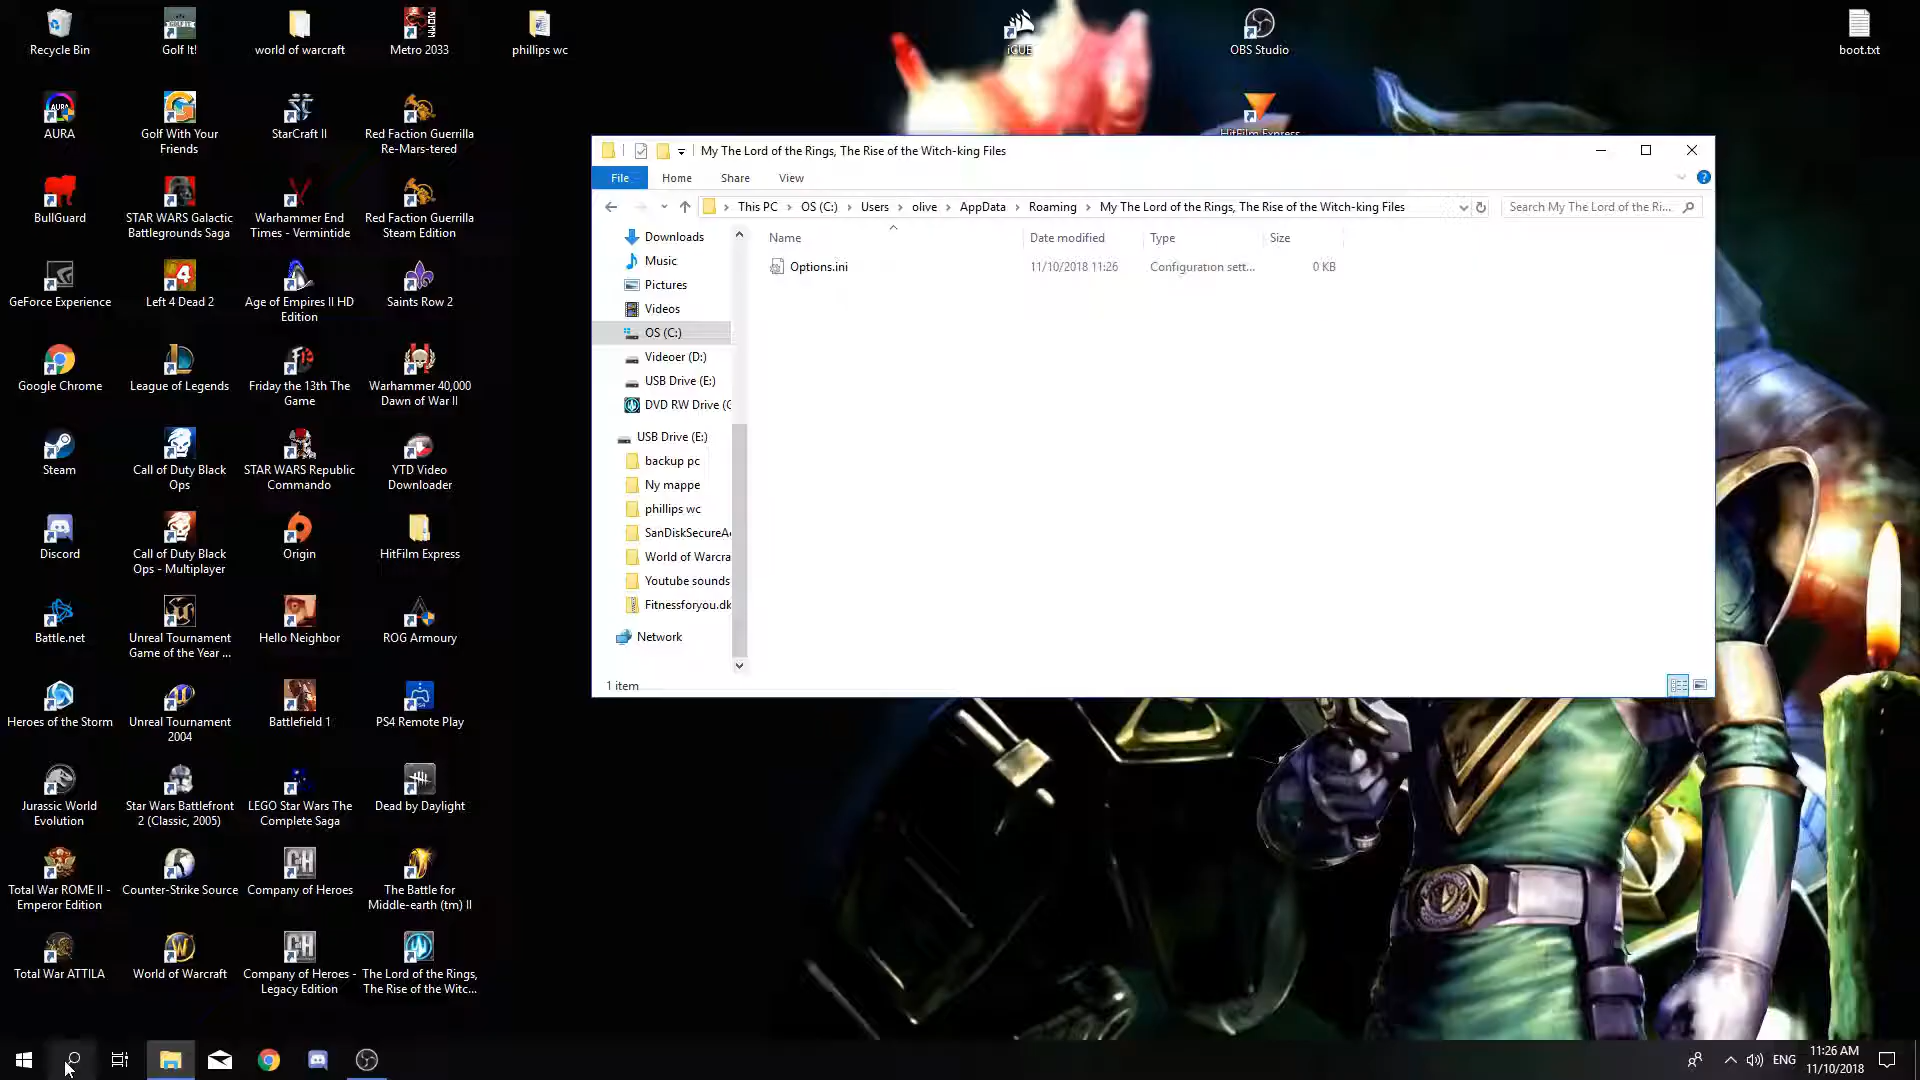 Recycle Bin
Golf It!
world of warcraft
Metro 2033
phillips wc
iCUE
OBS Studio
boot.txt
AURA
Golf With Your
Friends
StarCraft II
Red Faction Guerrilla
Re-Mars-tered
HitFilm Express
BullGuard
STAR WARS Galactic
Battlegrounds Saga
Warhammer End
Times - Vermintide
Red Faction Guerrilla
Steam Edition
GeForce Experience
Left 4 Dead 2
Age of Empires II HD
Edition
Saints Row 2
Google Chrome
League of Legends
Friday the 13th The
Game
Warhammer 40,000
Dawn of War II
Steam
Call of Duty Black
Ops
STAR WARS Republic
Commando
YTD Video
Downloader
Discord
Call of Duty Black
Ops - Multiplayer
Origin
HitFilm Express
Battle.net
Unreal Tournament
Game of the Year ...
Hello Neighbor
ROG Armoury
Heroes of the Storm
Unreal Tournament
2004
Battlefield 1
PS4 Remote Play
Jurassic World
Evolution
Star Wars Battlefront
2 (Classic, 2005)
LEGO Star Wars The
Complete Saga
Dead by Daylight
Total War ROME II -
Emperor Edition
Counter-Strike Source
Company of Heroes
The Battle for
Middle-earth (tm) II
Total War ATTILA
World of Warcraft
Company of Heroes -
Legacy Edition
The Lord of the Rings,
The Rise of the Witc...
My The Lord of the Rings, The Rise of the Witch-king Files
File Home Share View
This PC > OS (C:) > Users > olive > AppData > Roaming > My The Lord of the Rings, The Rise of the Witch-king Files
Search My The Lord of the Ri...
Name Date modified Type Size
Options.ini 11/10/2018 11:26 Configuration sett... 0 KB
Downloads
Music
Pictures
Videos
OS (C:)
Videoer (D:)
USB Drive (E:)
DVD RW Drive (G
USB Drive (E:)
backup pc
Ny mappe
phillips wc
SanDiskSecureA
World of Warcra
Youtube sounds
Fitnessforyou.dk
Network
1 item
ENG
11:26 AM
11/10/2018